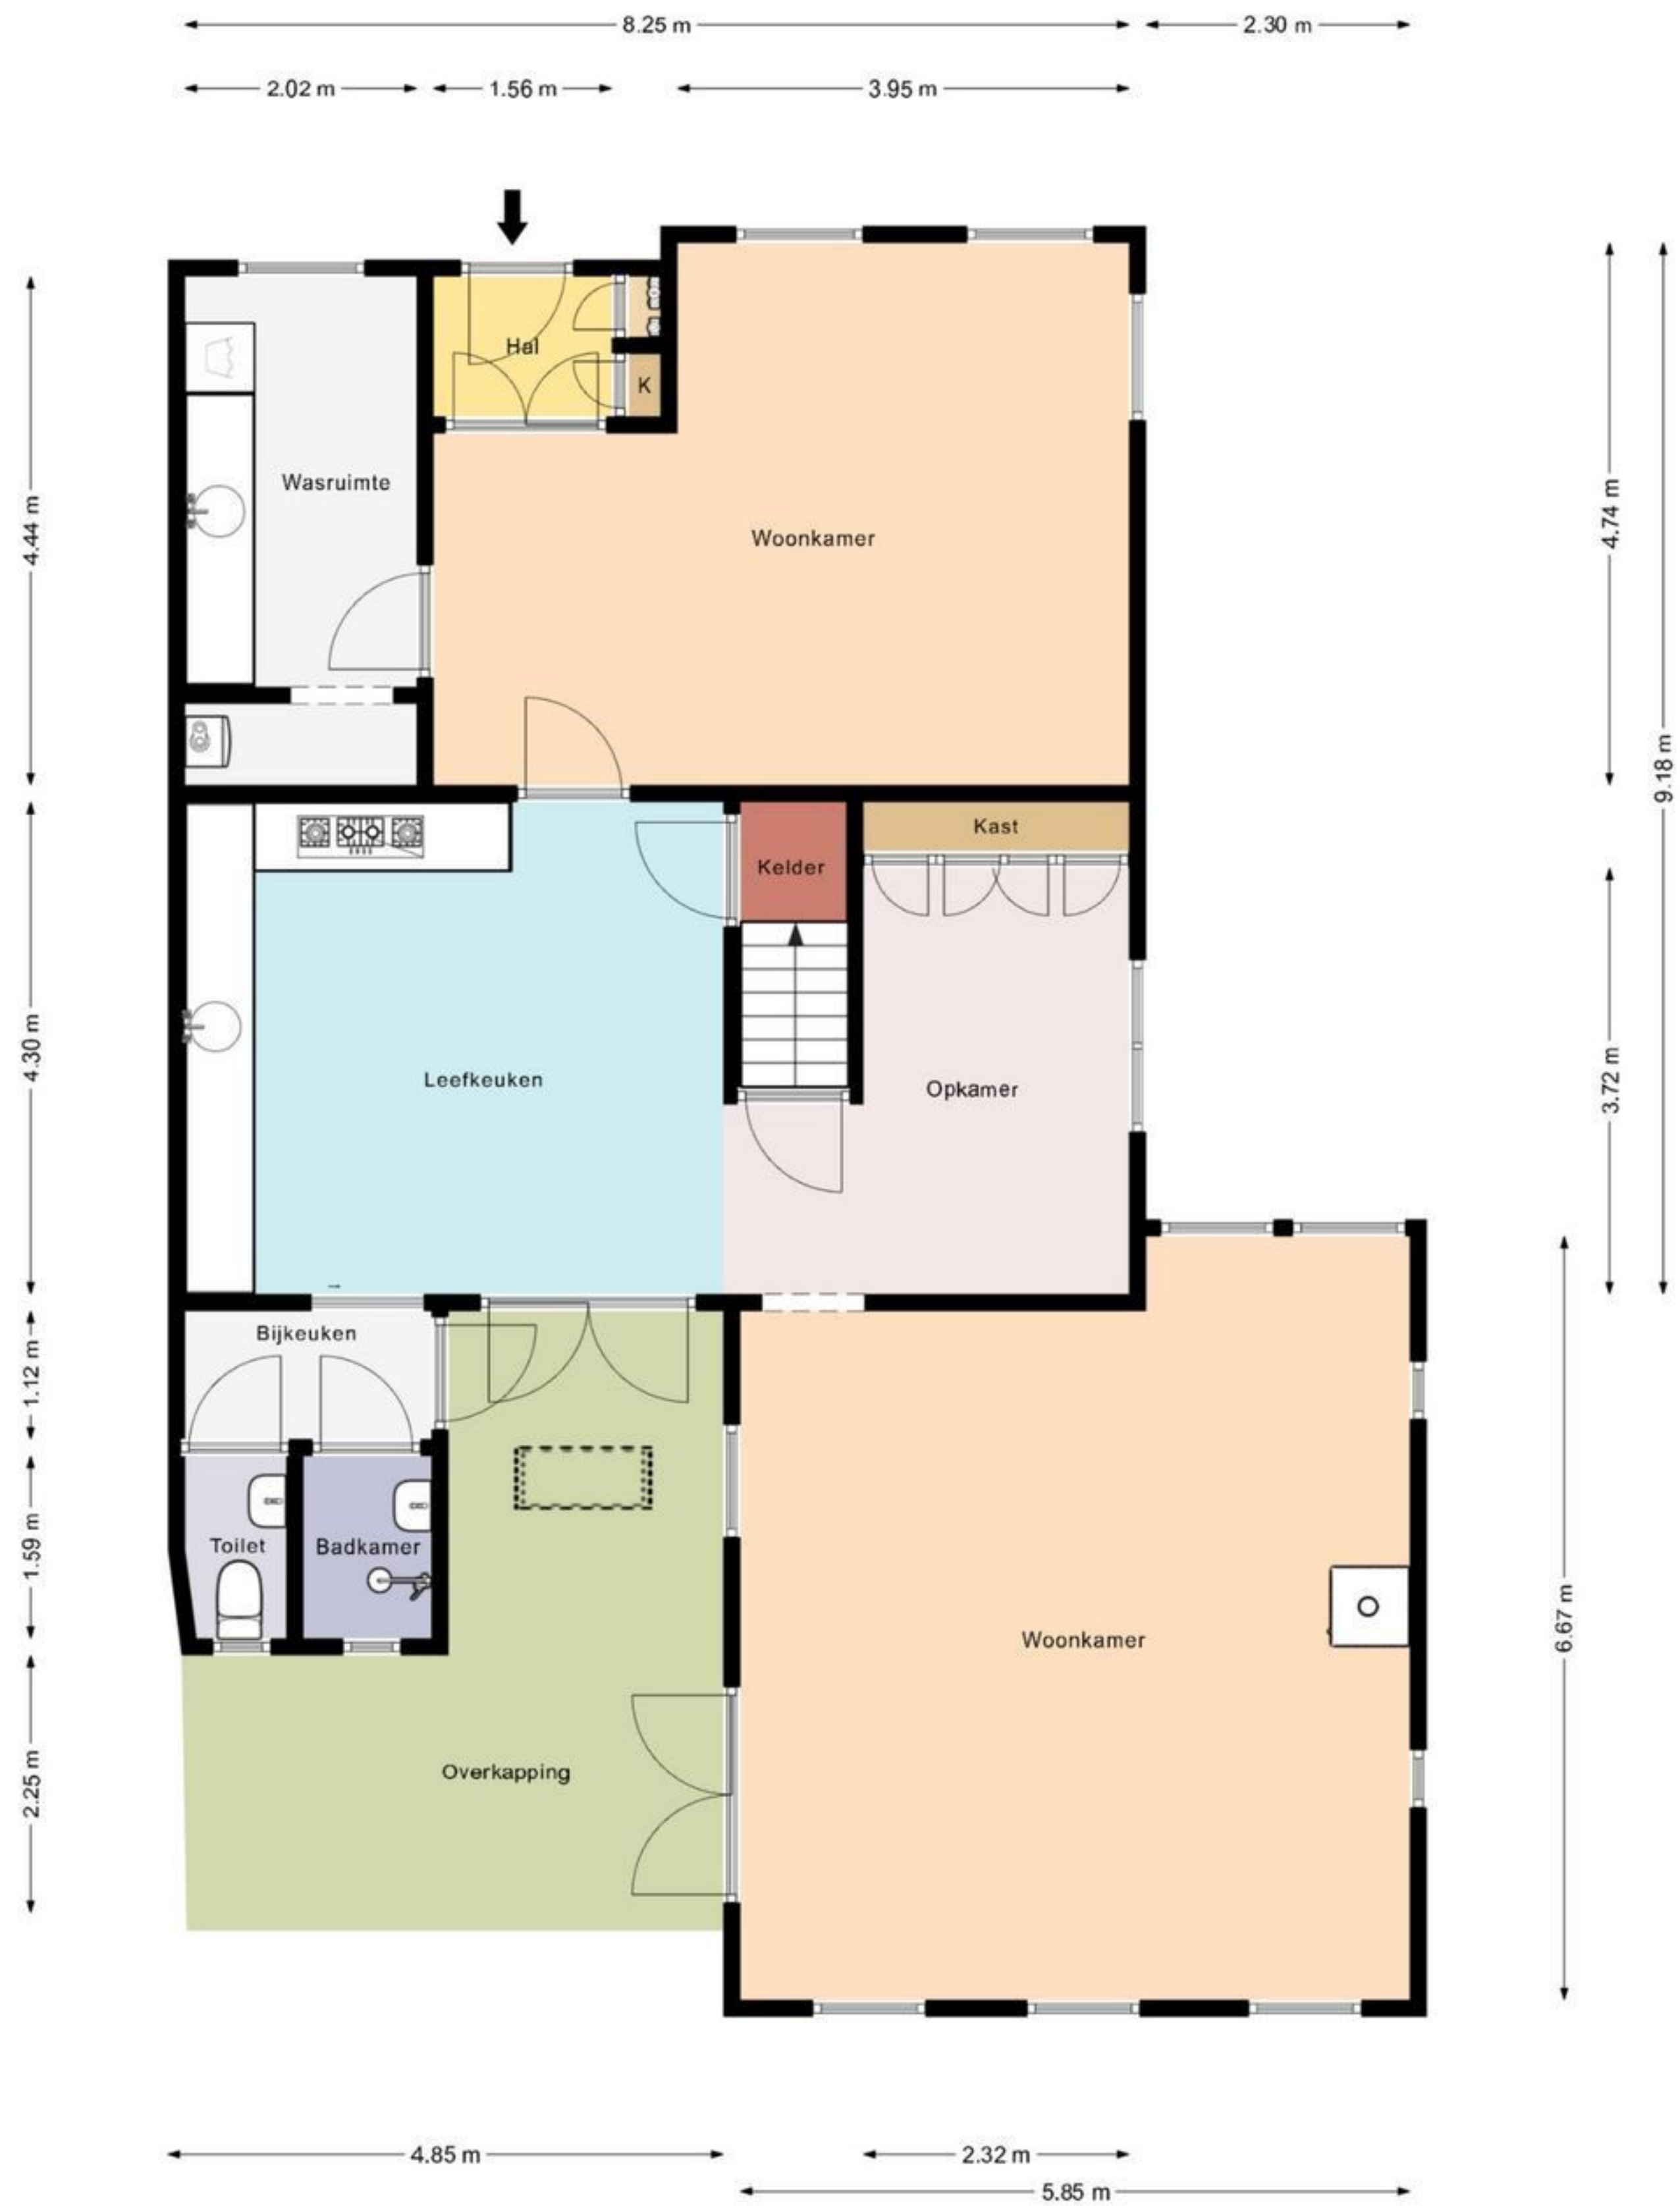 8.25 m
2.30 m
2.02 m
1.56 m
3.95 m
Hal
K
Wasruimte
4.44 m
4.74 m
Woonkamer
9.18 m
Kast
Kelder
4.30 m
Leefkeuken
Opkamer
3.72 m
Bijkeuken
1.12 m
Toilet
Badkamer
1.59 m
6.67 m
Woonkamer
Overkapping
2.25 m
4.85 m
2.32 m
5.85 m